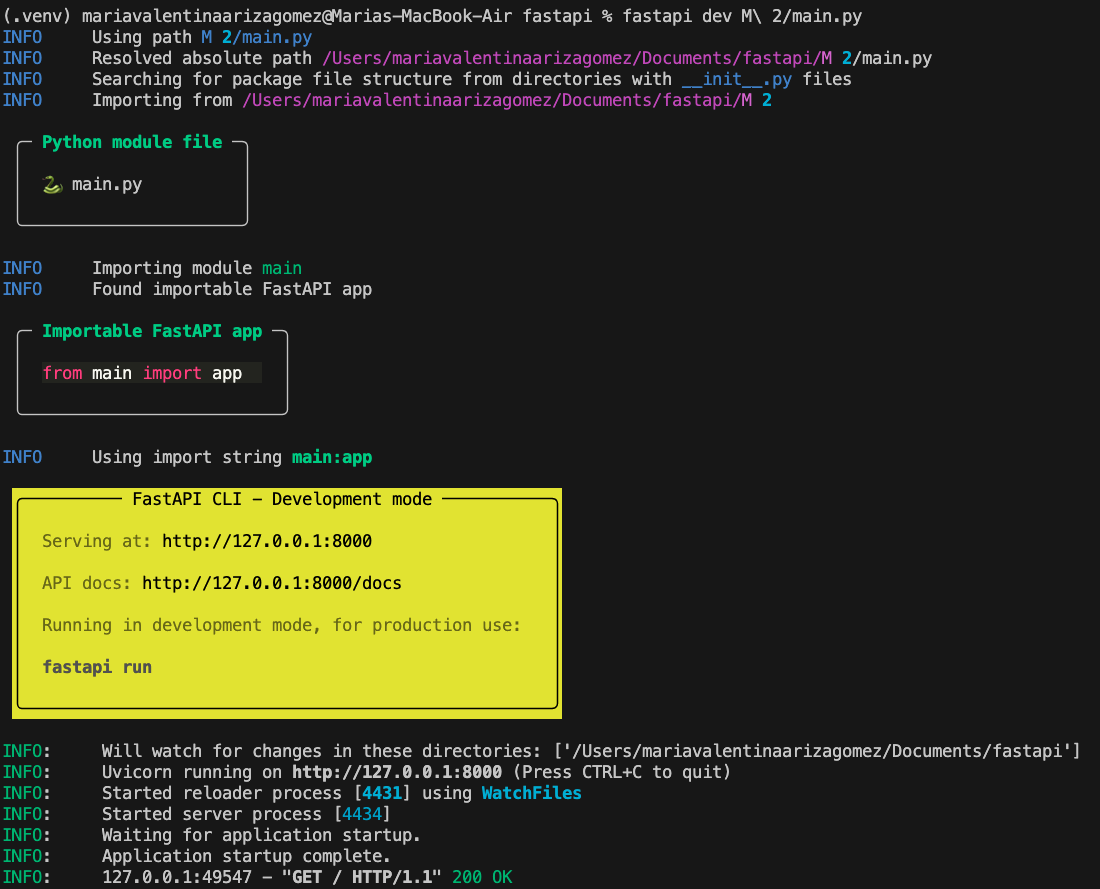 (.venv) mariavalentinaarizagomez@Marias-MacBook-Air fastapi % fastapi dev M\ 2/main.py
INFO     Using path M 2/main.py
INFO     Resolved absolute path /Users/mariavalentinaarizagomez/Documents/fastapi/M 2/main.py
INFO     Searching for package file structure from directories with __init__.py files
INFO     Importing from /Users/mariavalentinaarizagomez/Documents/fastapi/M 2
Python module file
🐍 main.py
INFO     Importing module main
INFO     Found importable FastAPI app
Importable FastAPI app
from main import app
INFO     Using import string main:app
FastAPI CLI - Development mode
Serving at: http://127.0.0.1:8000
API docs: http://127.0.0.1:8000/docs
Running in development mode, for production use:
fastapi run
INFO:     Will watch for changes in these directories: ['/Users/mariavalentinaarizagomez/Documents/fastapi']
INFO:     Uvicorn running on http://127.0.0.1:8000 (Press CTRL+C to quit)
INFO:     Started reloader process [4431] using WatchFiles
INFO:     Started server process [4434]
INFO:     Waiting for application startup.
INFO:     Application startup complete.
INFO:     127.0.0.1:49547 - "GET / HTTP/1.1" 200 OK